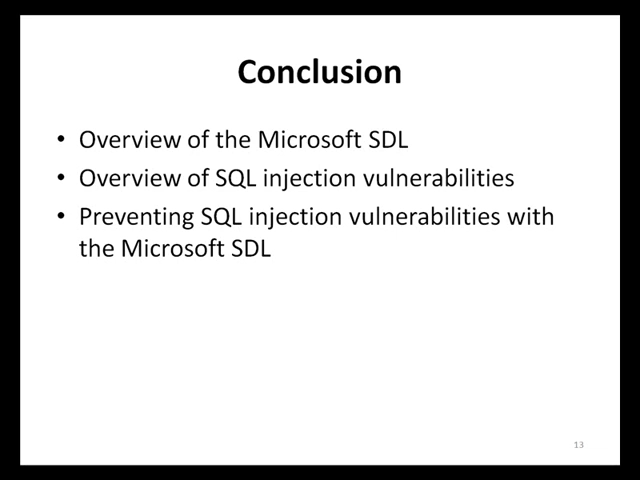 Conclusion
• Overview of the Microsoft SDL
• Overview of SQL injection vulnerabilities
• Preventing SQL injection vulnerabilities with
the Microsoft SDL
13